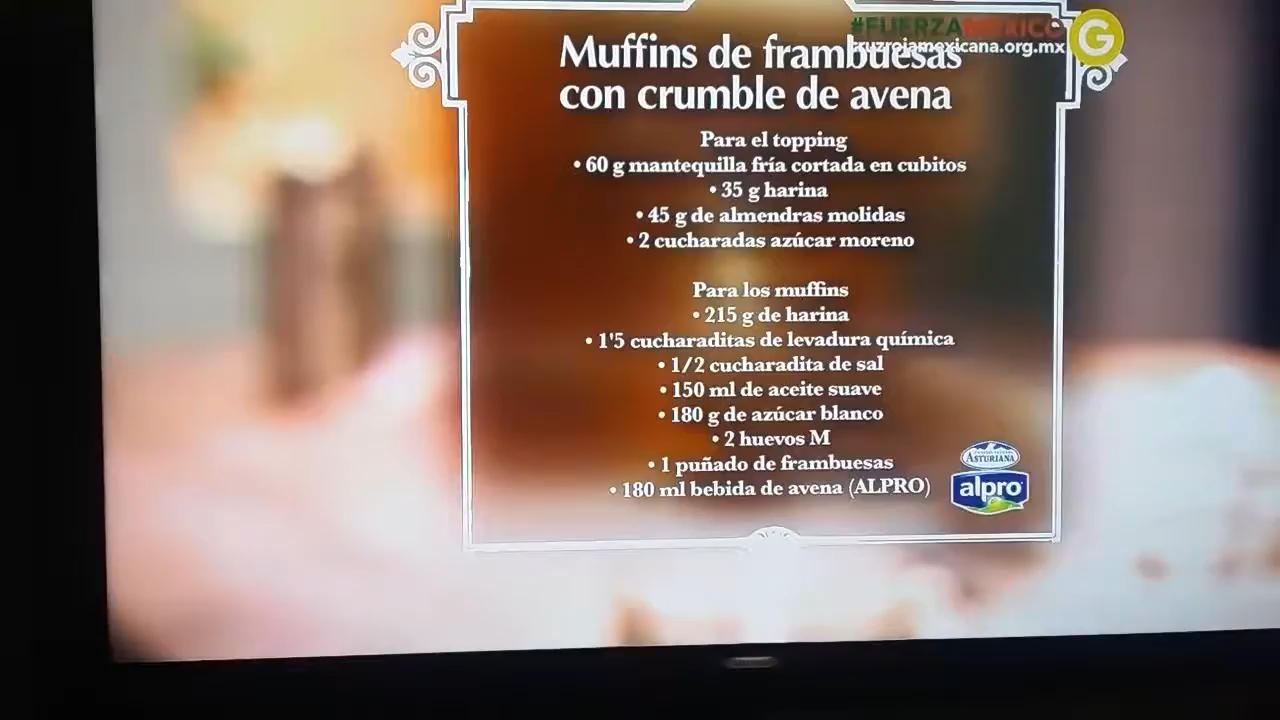 #FUERZAMÉXICO
cruzrojamexicana.org.mx
G
Muffins de frambuesas
con crumble de avena
Para el topping
• 60 g mantequilla fría cortada en cubitos
• 35 g harina
• 45 g de almendras molidas
• 2 cucharadas azúcar moreno
Para los muffins
• 215 g de harina
• 1'5 cucharaditas de levadura química
• 1/2 cucharadita de sal
• 150 ml de aceite suave
• 180 g de azúcar blanco
• 2 huevos M
• 1 puñado de frambuesas
• 180 ml bebida de avena (ALPRO)
ASTURIANA
alpro